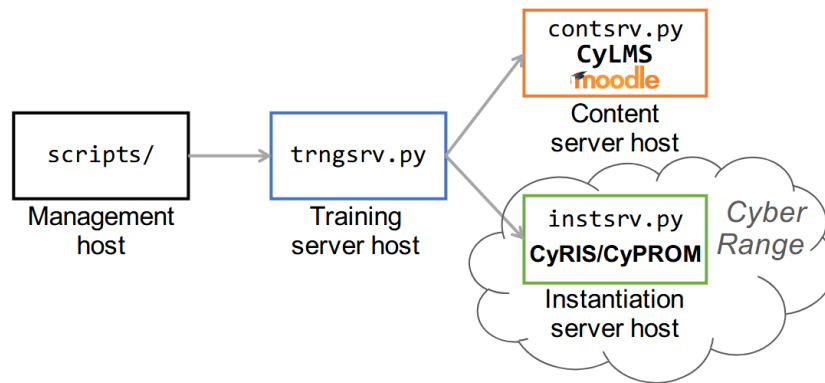 scripts/
Management
host
trngsrv.py
Training
server host
contsrv.py
CyLMS
moodle
Content
server host
instsrv.py
CyRIS/CyPROM
Instantiation
server host
Cyber
Range